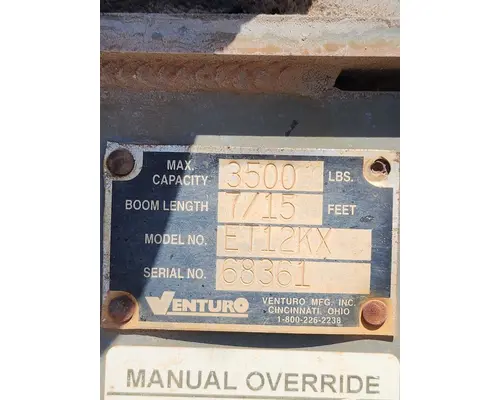 MAX. CAPACITY 3500 LBS.
BOOM LENGTH 7/15 FEET
MODEL NO. ET12KX
SERIAL NO. 68361
VENTURO VENTURO MFG. INC.
CINCINNATI, OHIO
1-800-226-2238
MANUAL OVERRIDE